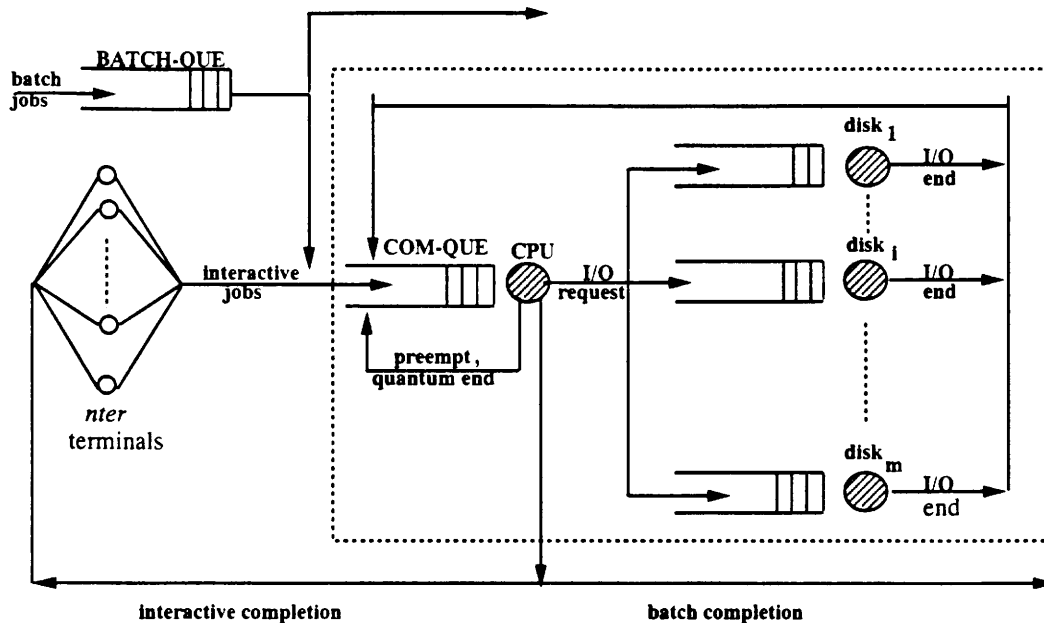 BATCH-QUE
batch
jobs
disk 1
I/O
end
COM-QUE
CPU
disk i
interactive
jobs
I/O
request
I/O
end
preempt ,
quantum end
nter
terminals
disk m
I/O
end
interactive completion
batch completion